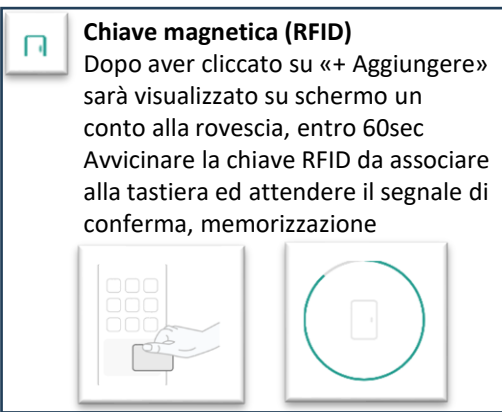 Chiave magnetica (RFID)
Dopo aver cliccato su «+ Aggiungere»
sarà visualizzato su schermo un
conto alla rovescia, entro 60sec
Avvicinare la chiave RFID da associare
alla tastiera ed attendere il segnale di
conferma, memorizzazione